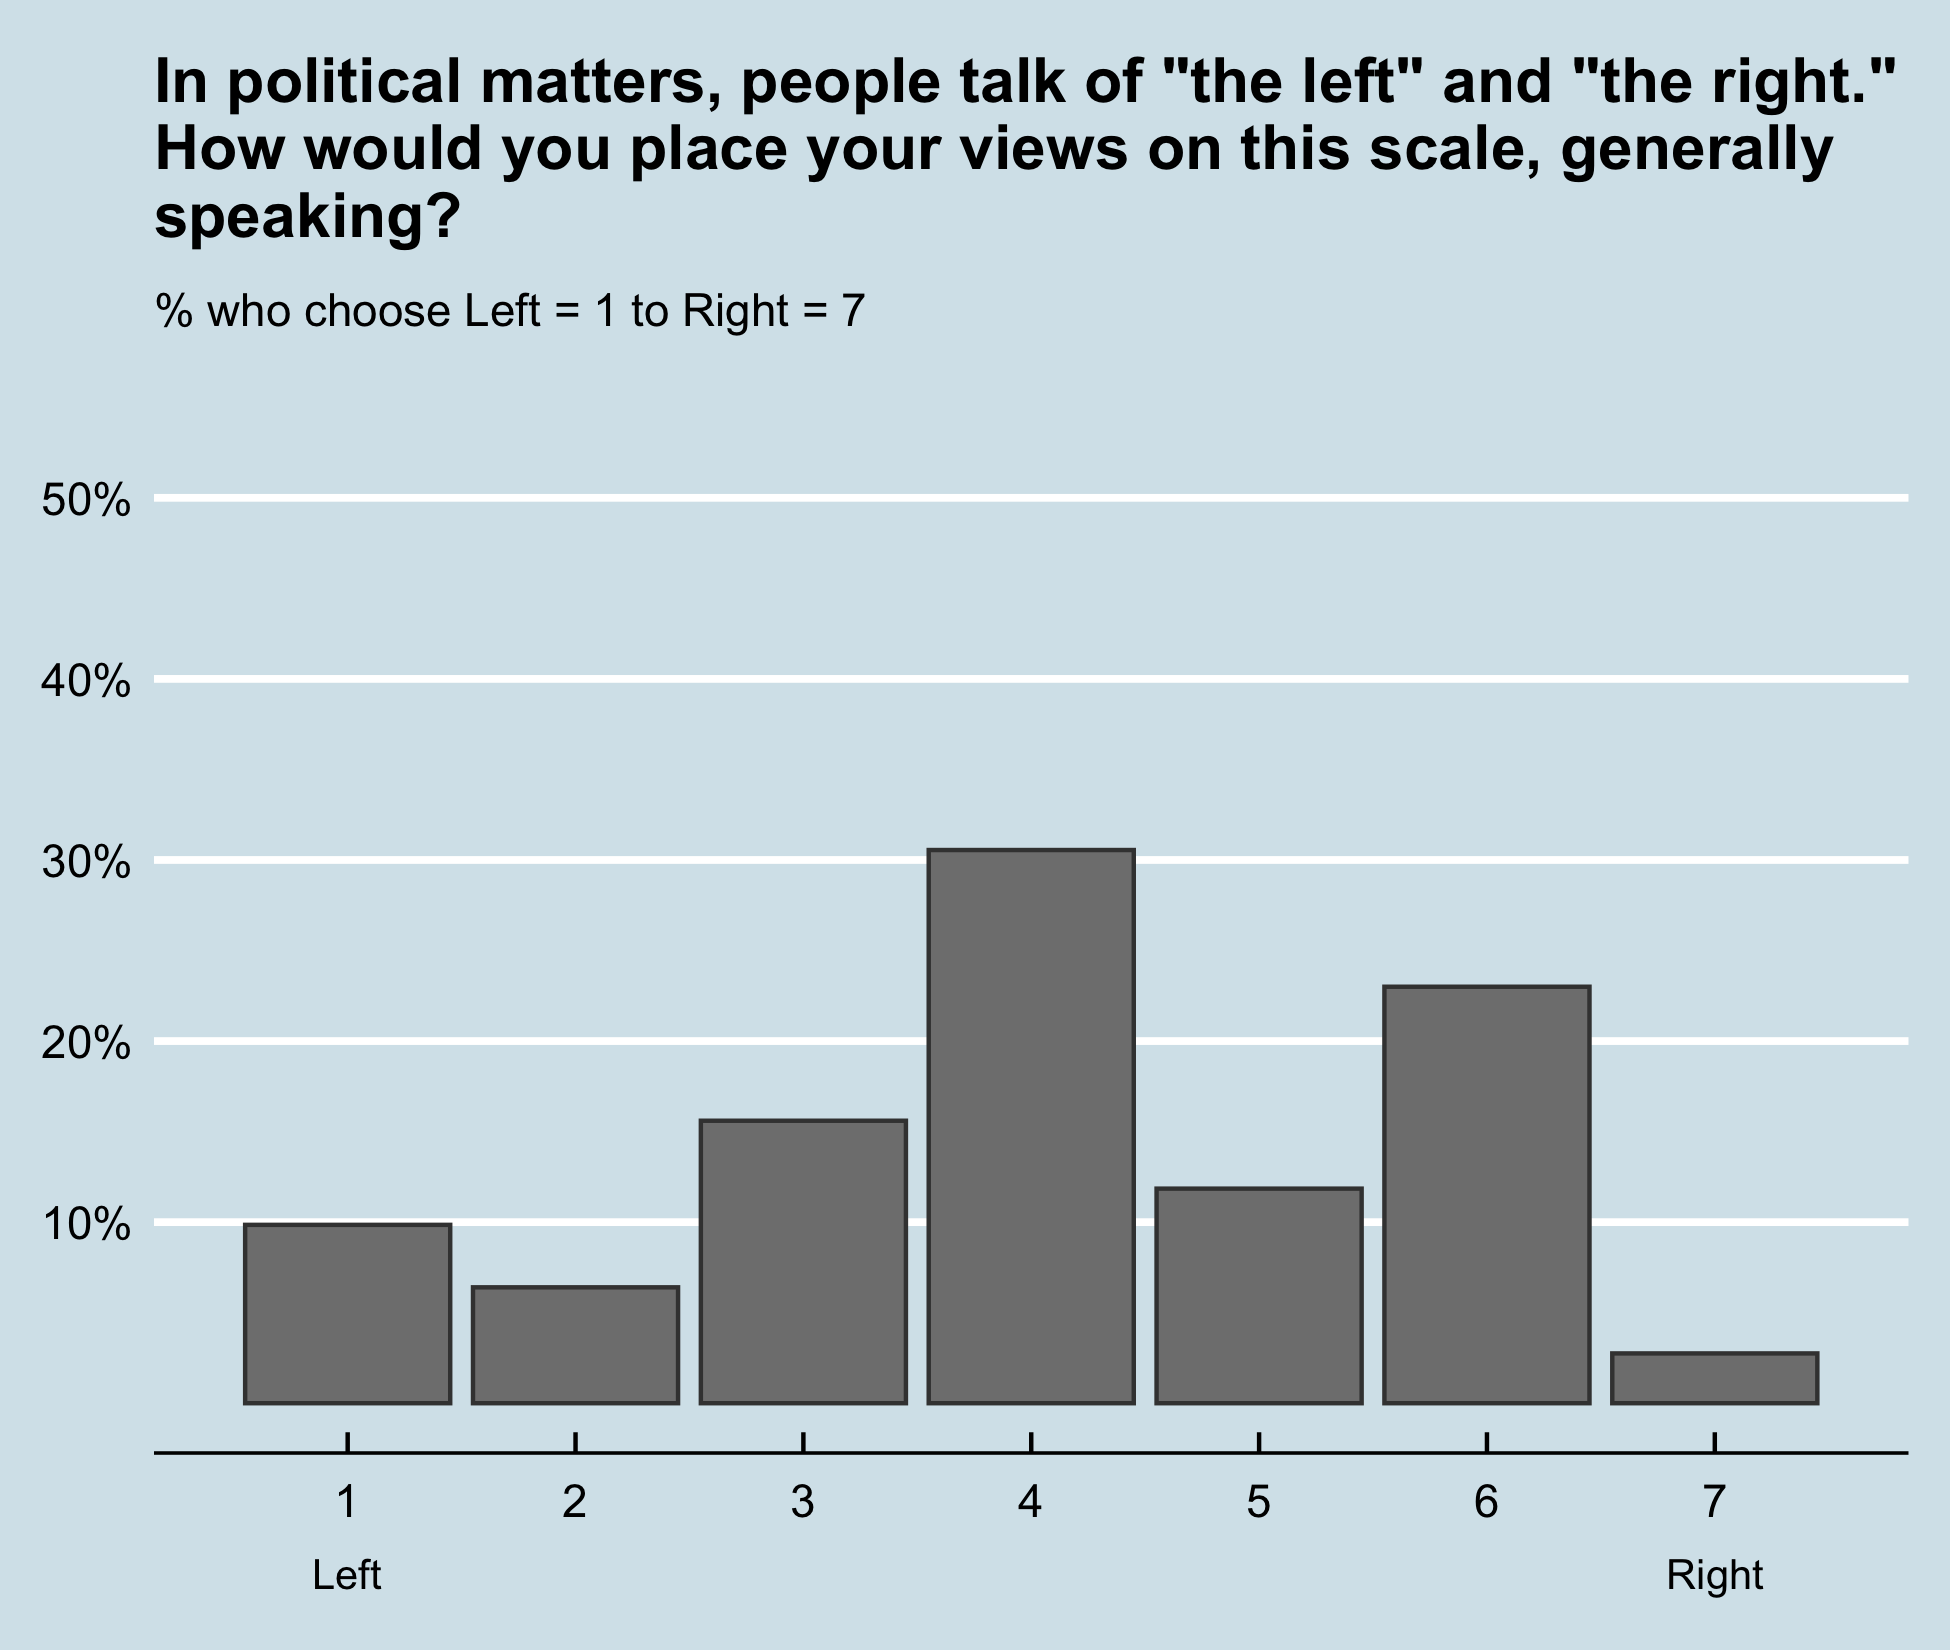 In political matters, people talk of "the left" and "the right."
How would you place your views on this scale, generally
speaking?
% who choose Left = 1 to Right = 7
50%
40%
30%
20%
10%
1 2 3 4 5 6 7
Left Right